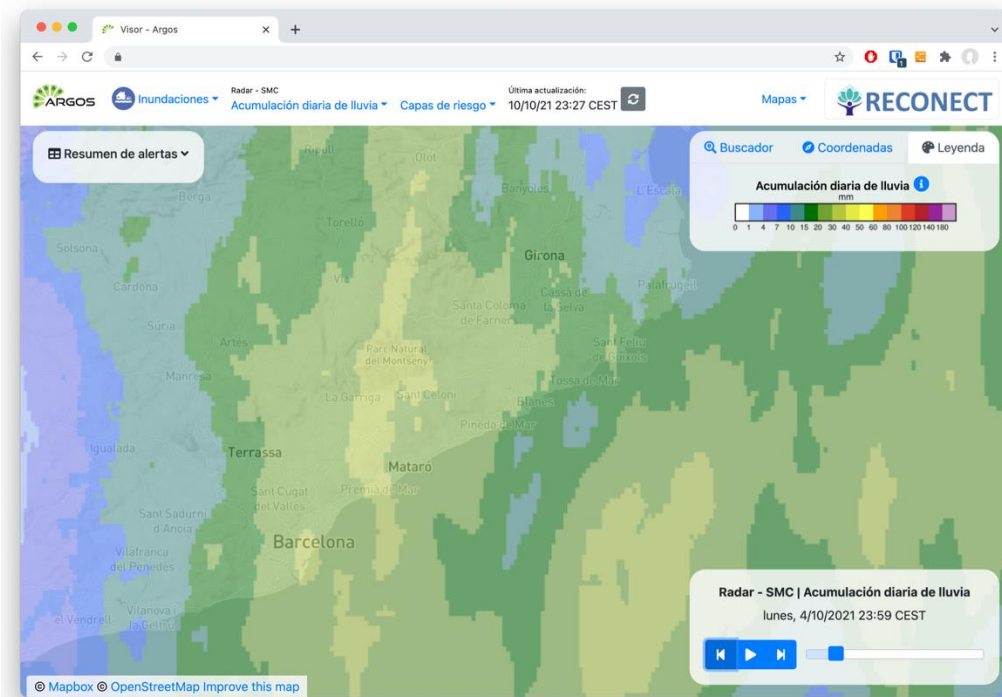 Visor - Argos
ARGOS
Inundaciones
Radar - SMC
Acumulación diaria de lluvia
Capas de riesgo
Última actualización:
10/10/21 23:27 CEST
Mapas
RECONECT
Resumen de alertas
Buscador
Coordenadas
Leyenda
Acumulación diaria de lluvia
mm
0 1 4 7 10 15 20 30 40 50 60 80 100 120 140 180
Ripoll
Olot
Banyoles
L'Escala
Berga
Torelló
Solsona
Girona
Cardona
Vic
Cassà de
la Selva
Palafrugell
Santa Coloma
de Farners
Súria
Artés
Parc Natural
del Montseny
Sant Feliu
de Guíxols
Manresa
Tossa de Mar
La Garriga
Sant Celoni
Blanes
Pineda de Mar
Igualada
Terrassa
Mataró
Sant Cugat
del Vallès
Premià de Mar
Sant Sadurní
d'Anoia
Barcelona
Vilafranca
del Penedès
Vilanova i
la Geltrú
el Vendrell
Radar - SMC | Acumulación diaria de lluvia
lunes, 4/10/2021 23:59 CEST
© Mapbox © OpenStreetMap Improve this map